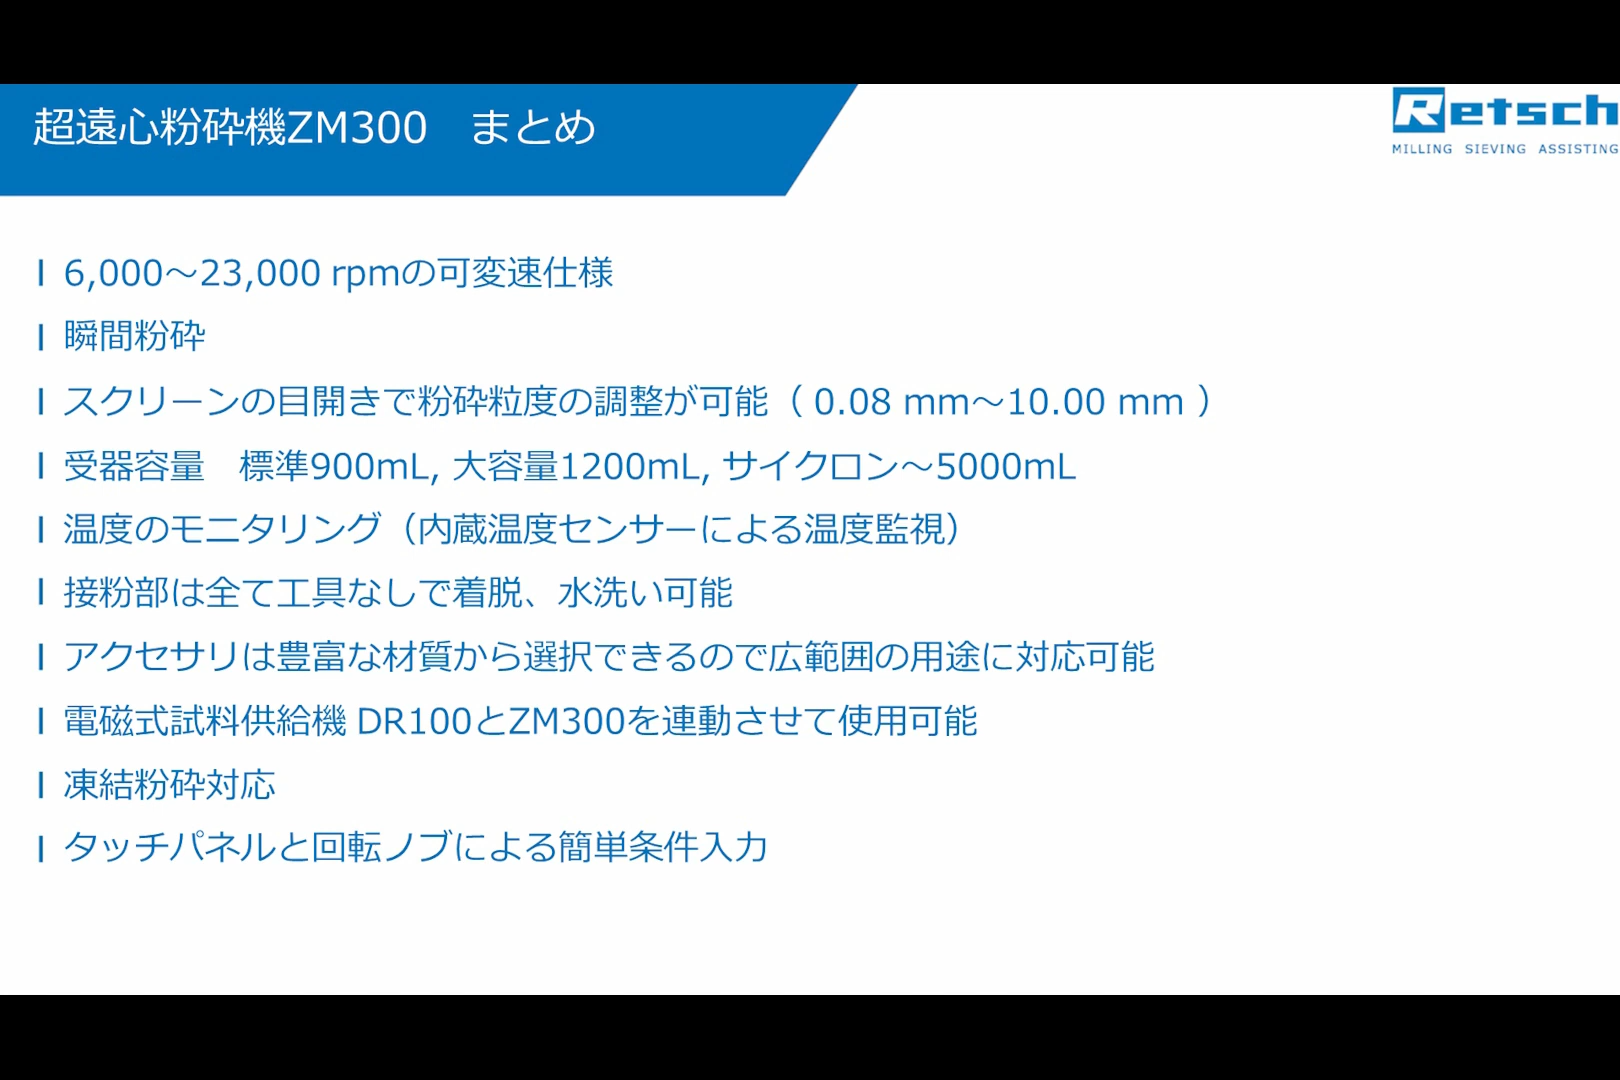 超遠心粉砕機ZM300　まとめ
Retsch
MILLING SIEVING ASSISTING
l 6,000～23,000 rpmの可変速仕様
l 瞬間粉砕
l スクリーンの目開きで粉砕粒度の調整が可能（ 0.08 mm～10.00 mm ）
l 受器容量　標準900mL, 大容量1200mL, サイクロン～5000mL
l 温度のモニタリング（内蔵温度センサーによる温度監視）
l 接粉部は全て工具なしで着脱、水洗い可能
l アクセサリは豊富な材質から選択できるので広範囲の用途に対応可能
l 電磁式試料供給機 DR100とZM300を連動させて使用可能
l 凍結粉砕対応
l タッチパネルと回転ノブによる簡単条件入力